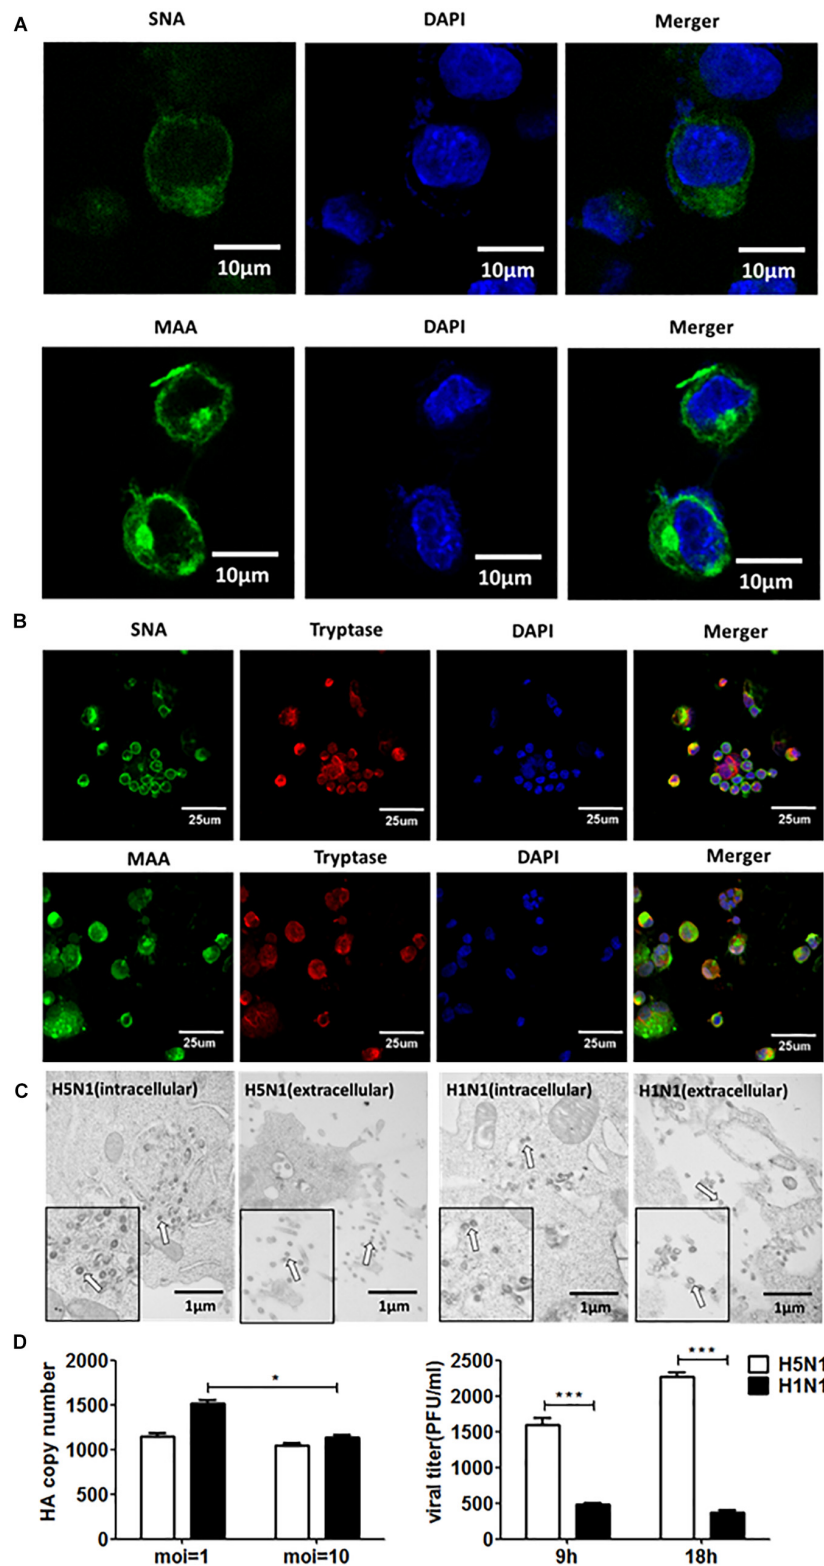 A
SNA DAPI Merger
10μm 10μm 10μm
MAA DAPI Merger
10μm 10μm 10μm
B
SNA Tryptase DAPI Merger
25um 25um 25um 25um
MAA Tryptase DAPI Merger
25um 25um 25um 25um
C
H5N1(intracellular) H5N1(extracellular) H1N1(intracellular) H1N1(extracellular)
1μm 1μm 1μm 1μm
D
HA copy number
2000
1500
1000
500
0
*
moi=1 moi=10
viral titer(PFU/ml)
2500
2000
1500
1000
500
0
*** ***
9h 18h
H5N1
H1N1